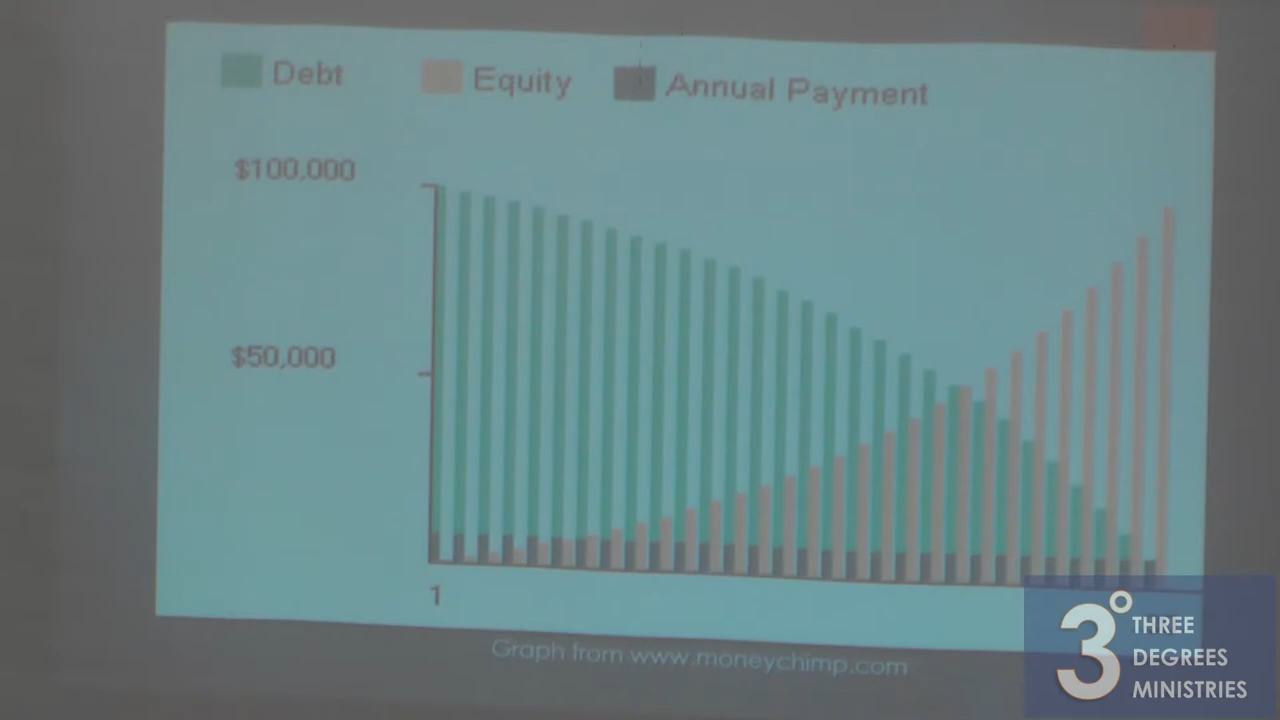 Debt Equity Annual Payment
$100,000
$50,000
1
Graph from www.moneychimp.com
3°
THREE
DEGREES
MINISTRIES